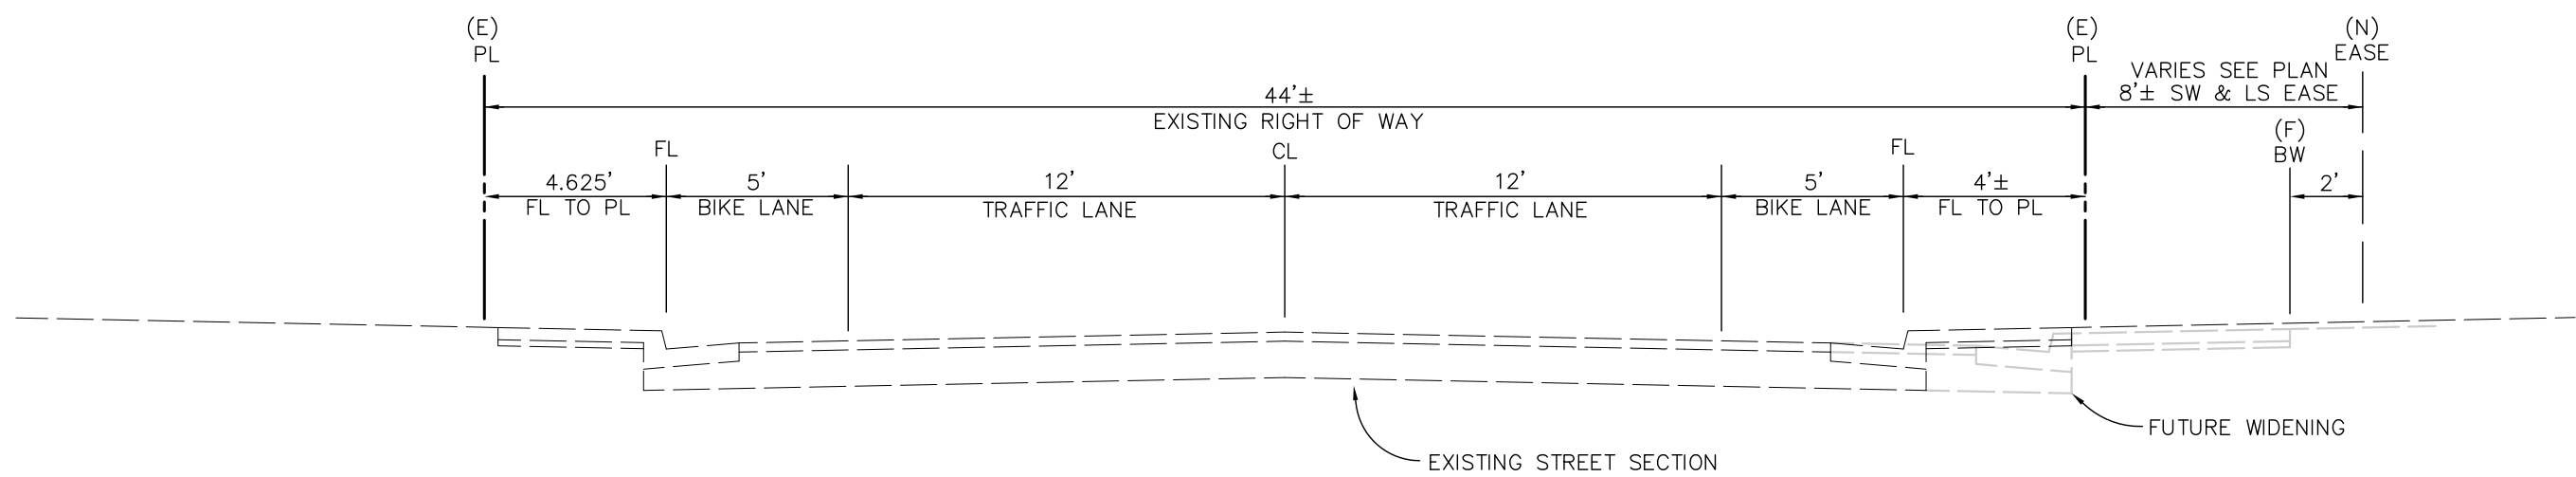 (E)
PL
(E)
PL
(N)
EASE
44'±
EXISTING RIGHT OF WAY
VARIES SEE PLAN
8'± SW & LS EASE
FL
CL
FL
(F)
BW
4.625'
FL TO PL
5'
BIKE LANE
12'
TRAFFIC LANE
12'
TRAFFIC LANE
5'
BIKE LANE
4'±
FL TO PL
2'
FUTURE WIDENING
EXISTING STREET SECTION